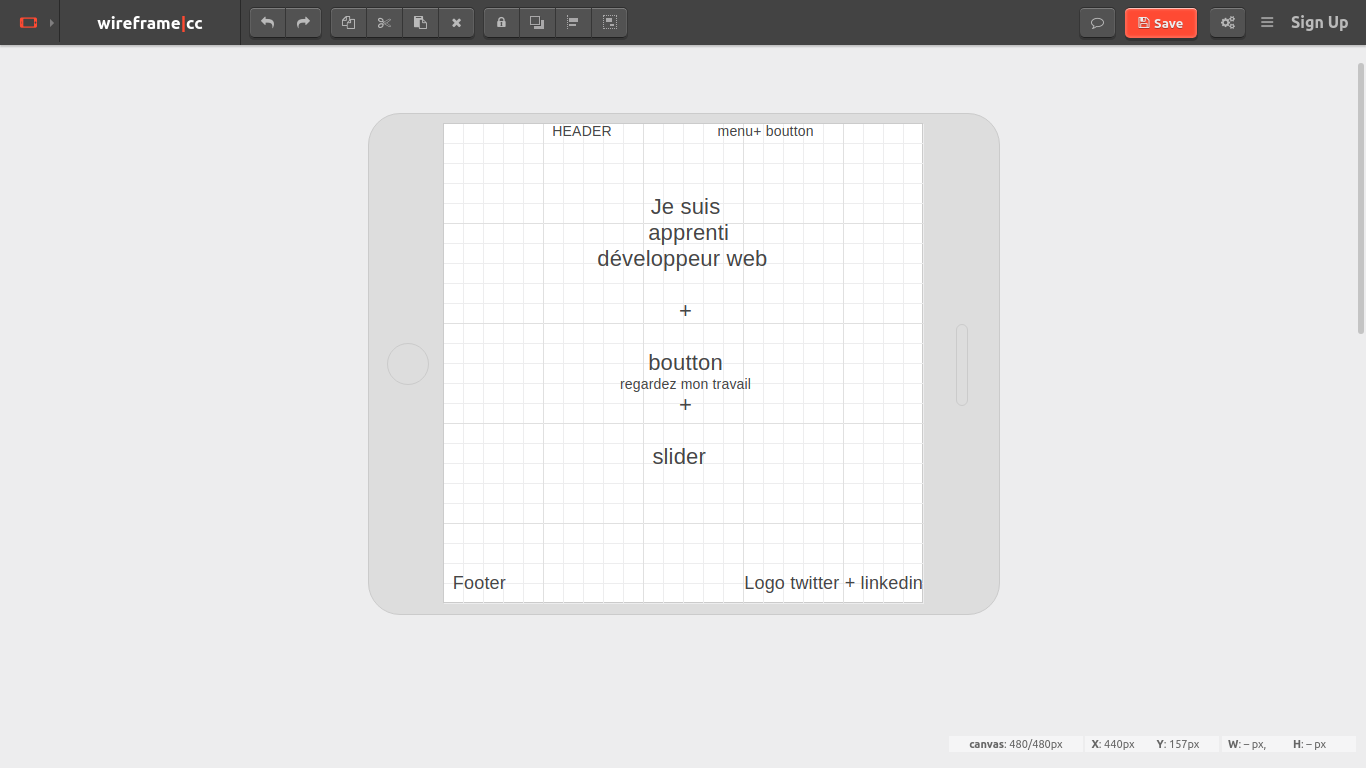 wireframe|cc
Save
Sign Up
HEADER
menu+ boutton
Je suis
apprenti
développeur web
+
boutton
regardez mon travail
+
slider
Footer
Logo twitter + linkedin
canvas: 480/480px
X: 440px
Y: 157px
W: – px,
H: – px